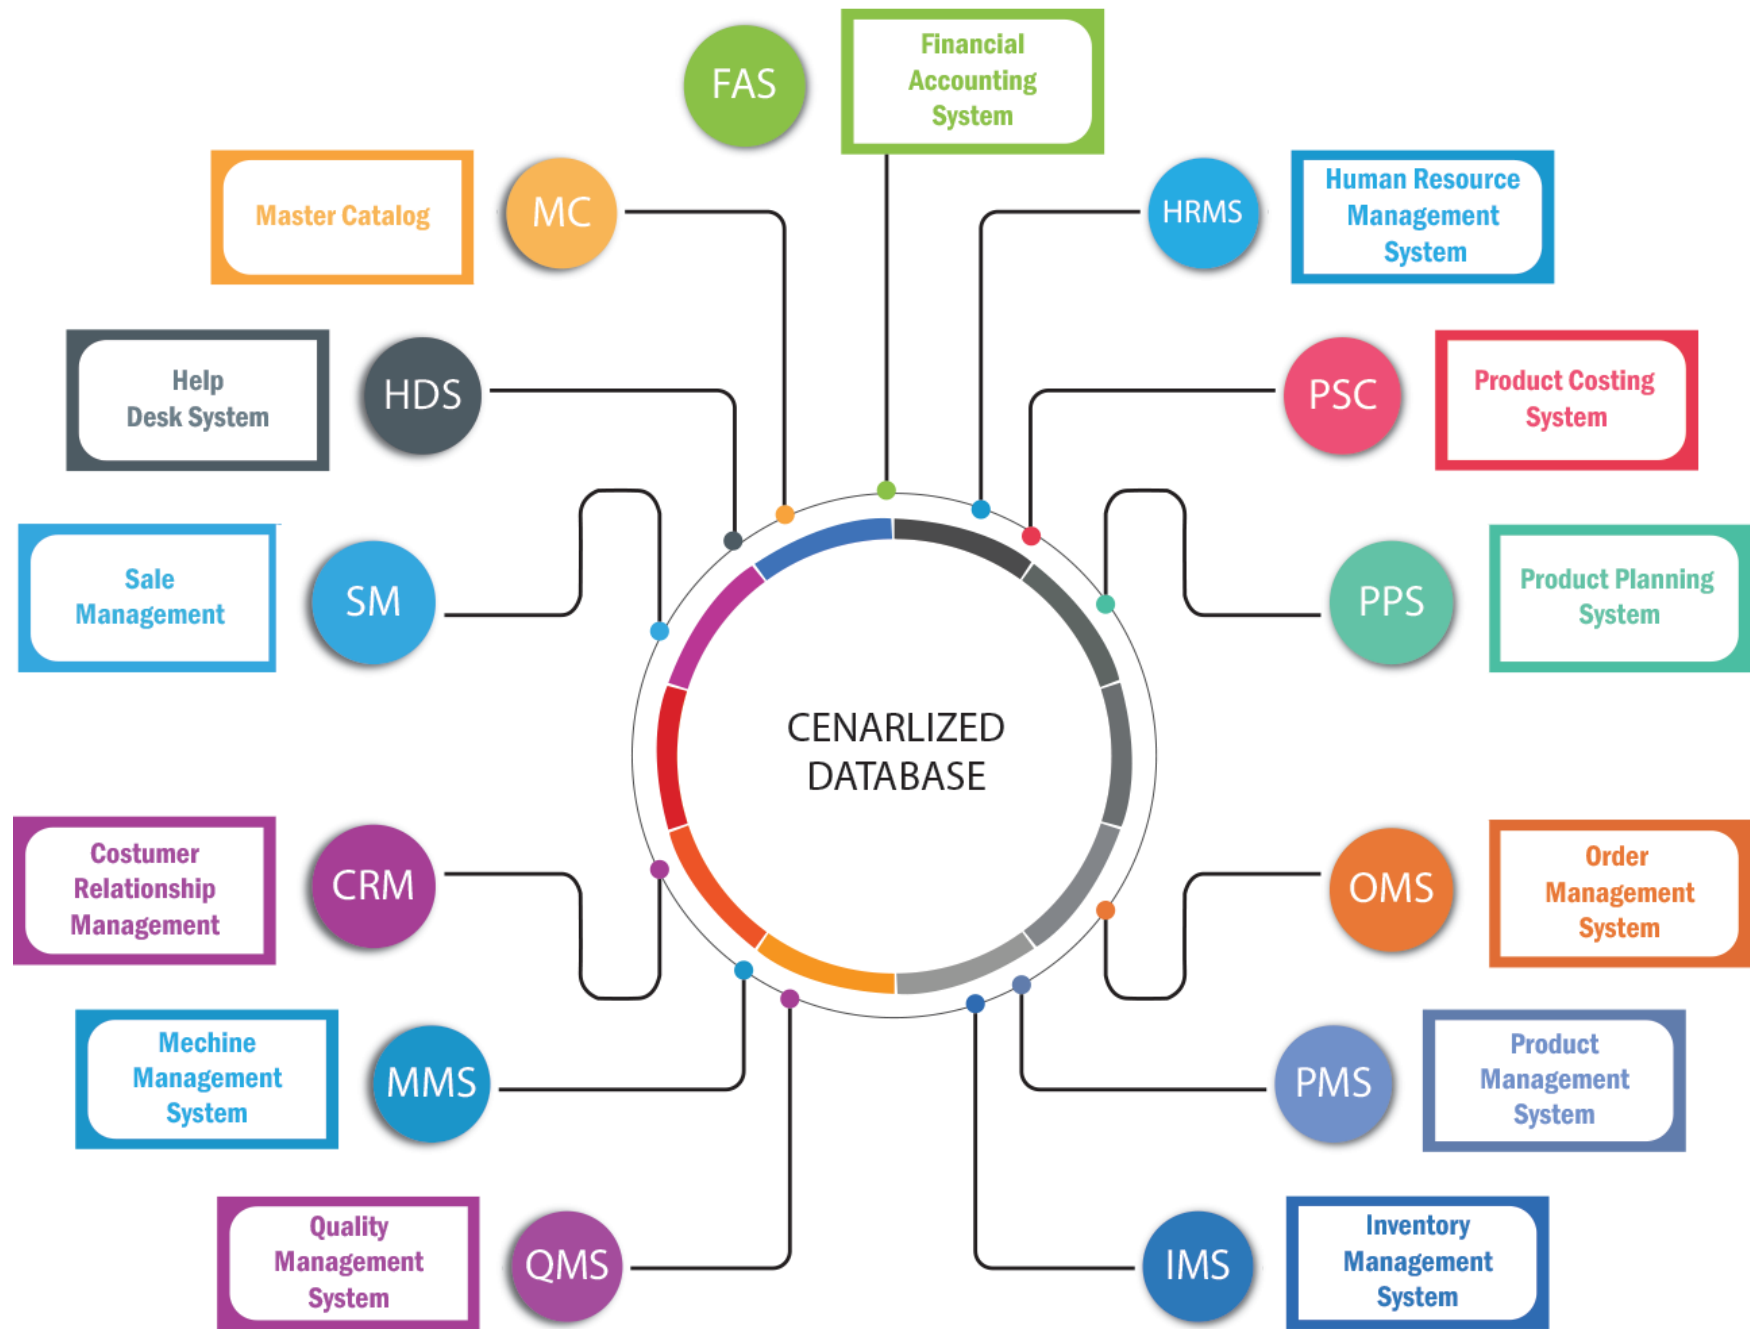 FAS
Financial
Accounting
System
Master Catalog
MC
HRMS
Human Resource
Management
System
Help
Desk System
HDS
PSC
Product Costing
System
Sale
Management
SM
PPS
Product Planning
System
CENARLIZED
DATABASE
Costumer
Relationship
Management
CRM
OMS
Order
Management
System
Mechine
Management
System
MMS
PMS
Product
Management
System
Quality
Management
System
QMS
IMS
Inventory
Management
System